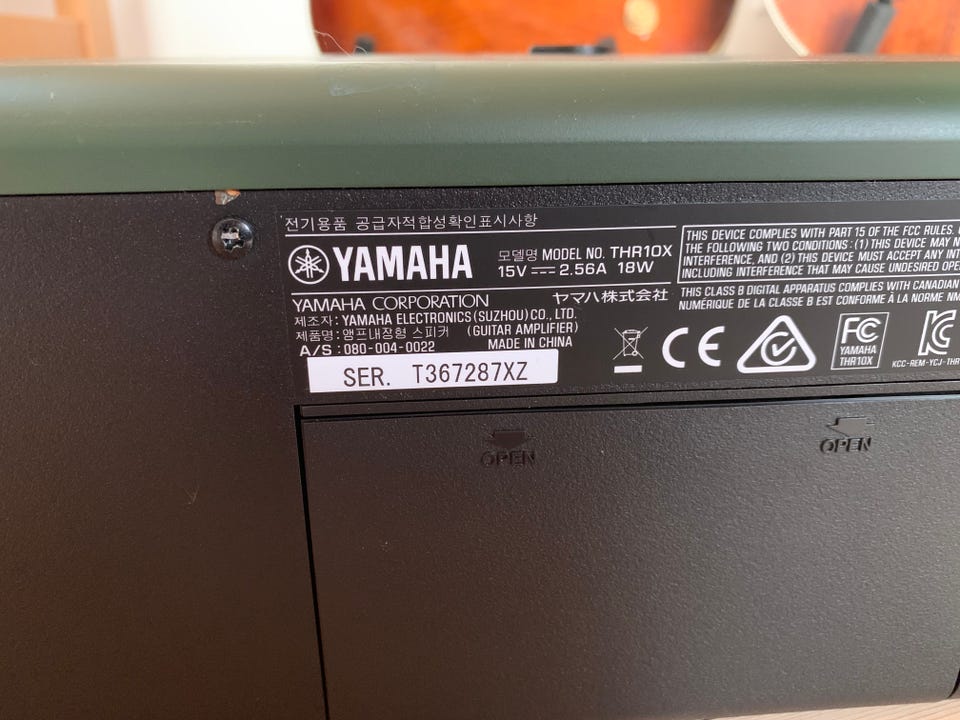 전기용품 공급자적합성확인표시사항
YAMAHA
모델명 MODEL NO. THR10X
15V 2.56A 18W
YAMAHA CORPORATION ヤマハ株式会社
제조자: YAMAHA ELECTRONICS (SUZHOU) CO., LTD.
제품명: 앰프내장형 스피커 (GUITAR AMPLIFIER)
A/S : 080-004-0022 MADE IN CHINA
SER. T367287XZ
THIS DEVICE COMPLIES WITH PART 15 OF THE FCC RULES.
THE FOLLOWING TWO CONDITIONS : (1) THIS DEVICE MAY
INTERFERENCE, AND (2) THIS DEVICE MUST ACCEPT ANY
INCLUDING INTERFERENCE THAT MAY CAUSE UNDESIRED
THIS CLASS B DIGITAL APPARATUS COMPLIES WITH CANADIAN
NUMÉRIQUE DE LA CLASSE B EST CONFORME À LA NORME
CE
FC
YAMAHA
THR10X
KCC-REM-YCJ-THR
OPEN
OPEN